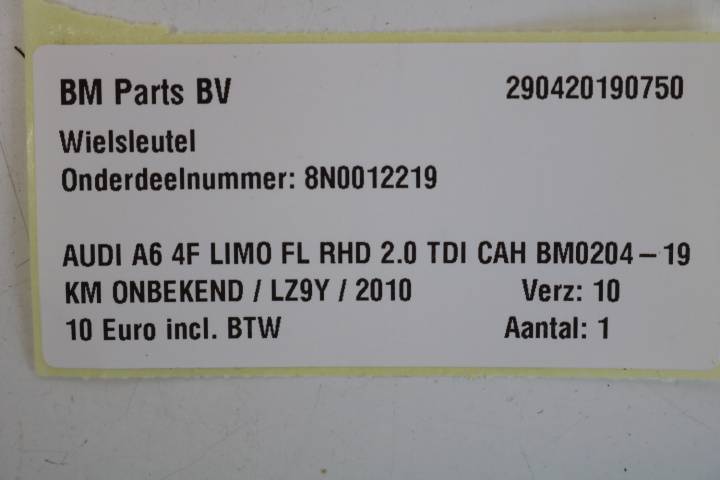 BM Parts BV 290420190750
Wielsleutel
Onderdeelnummer: 8N0012219
AUDI A6 4F LIMO FL RHD 2.0 TDI CAH BM0204 – 19
KM ONBEKEND / LZ9Y / 2010 Verz: 10
10 Euro incl. BTW Aantal: 1